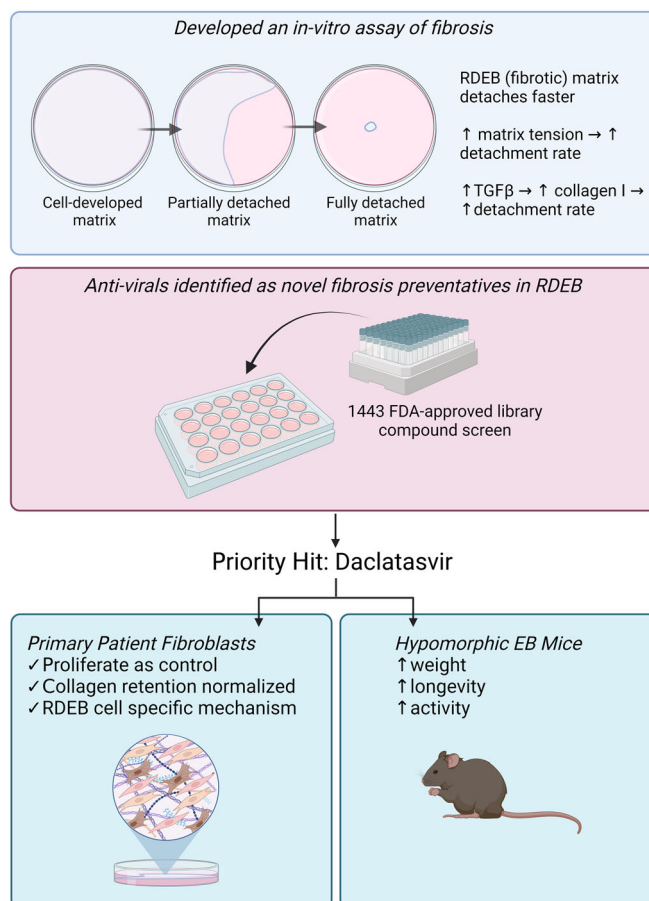 Developed an in-vitro assay of fibrosis
Cell-developed
matrix
Partially detached
matrix
Fully detached
matrix
RDEB (fibrotic) matrix
detaches faster
↑ matrix tension → ↑
detachment rate
↑TGFβ → ↑ collagen I →
↑detachment rate
Anti-virals identified as novel fibrosis preventatives in RDEB
1443 FDA-approved library
compound screen
Priority Hit: Daclatasvir
Primary Patient Fibroblasts
✓Proliferate as control
✓Collagen retention normalized
✓RDEB cell specific mechanism
Hypomorphic EB Mice
↑weight
↑longevity
↑activity